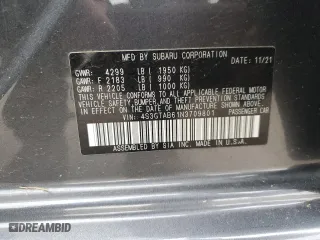 MFD BY SUBARU CORPORATION 11/21
GVWR: 4299 LB ( 1950 KG)
GAWR: F 2183 LB ( 990 KG)
GAWR: R 2205 LB ( 1000 KG)
THIS VEHICLE CONFORMS TO ALL APPLICABLE FEDERAL MOTOR
VEHICLE SAFETY, BUMPER, AND THEFT PREVENTION STANDARDS
IN EFFECT ON THE DATE OF MANUFACTURE SHOWN ABOVE.
VIN: 4S3GTAB61N3709801 PASSENGER CAR
ASSEMBLED BY SIA INC. MADE IN U.S.A.